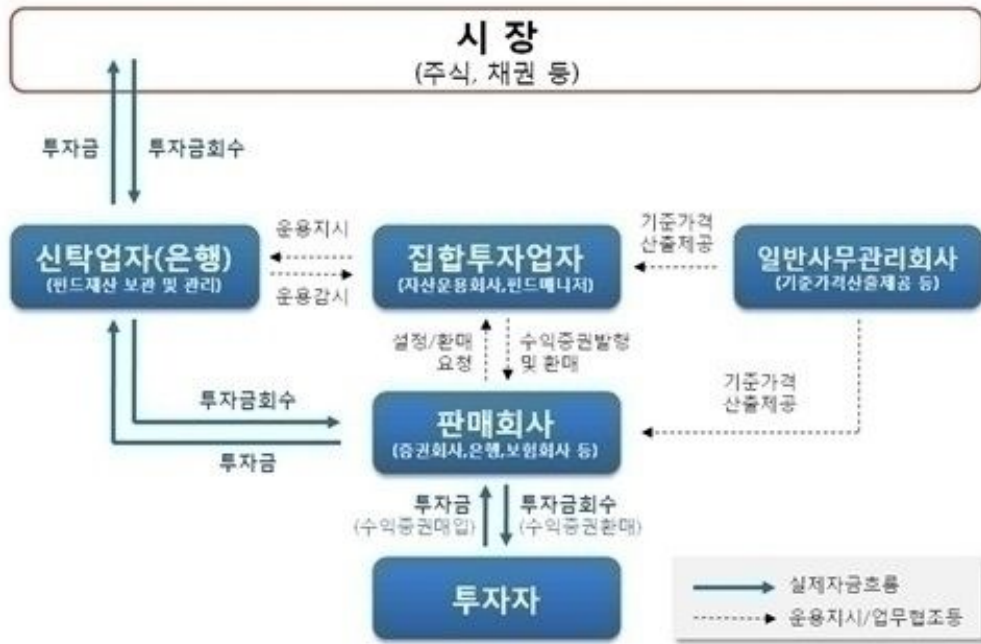 시 장
(주식, 채권 등)
투자금
투자금회수
신탁업자(은행)
(펀드재산 보관 및 관리)
운용지시
운용감시
집합투자업자
(자산운용회사,펀드매니저)
기준가격
산출제공
일반사무관리회사
(기준가격산출제공 등)
설정/환매
요청
수익증권발행
및 환매
기준가격
산출제공
투자금회수
투자금
판매회사
(증권회사,은행,보험회사 등)
투자금
(수익증권매입)
투자금회수
(수익증권환매)
투자자
실제자금흐름
운용지시/업무협조등